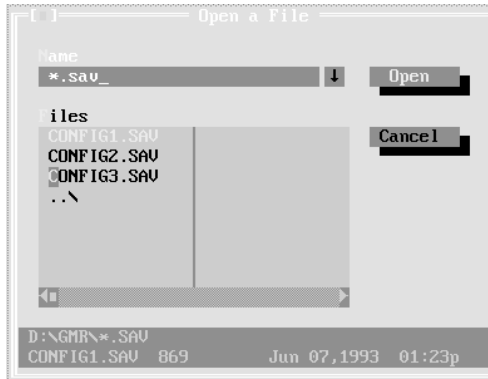 [■]
Open a File
Name
*.sav_
↓
Open
Files
CONFIG1.SAV
CONFIG2.SAV
CONFIG3.SAV
..\
Cancel
D:\GMR\*.SAV
CONFIG1.SAV 869 Jun 07,1993 01:23p